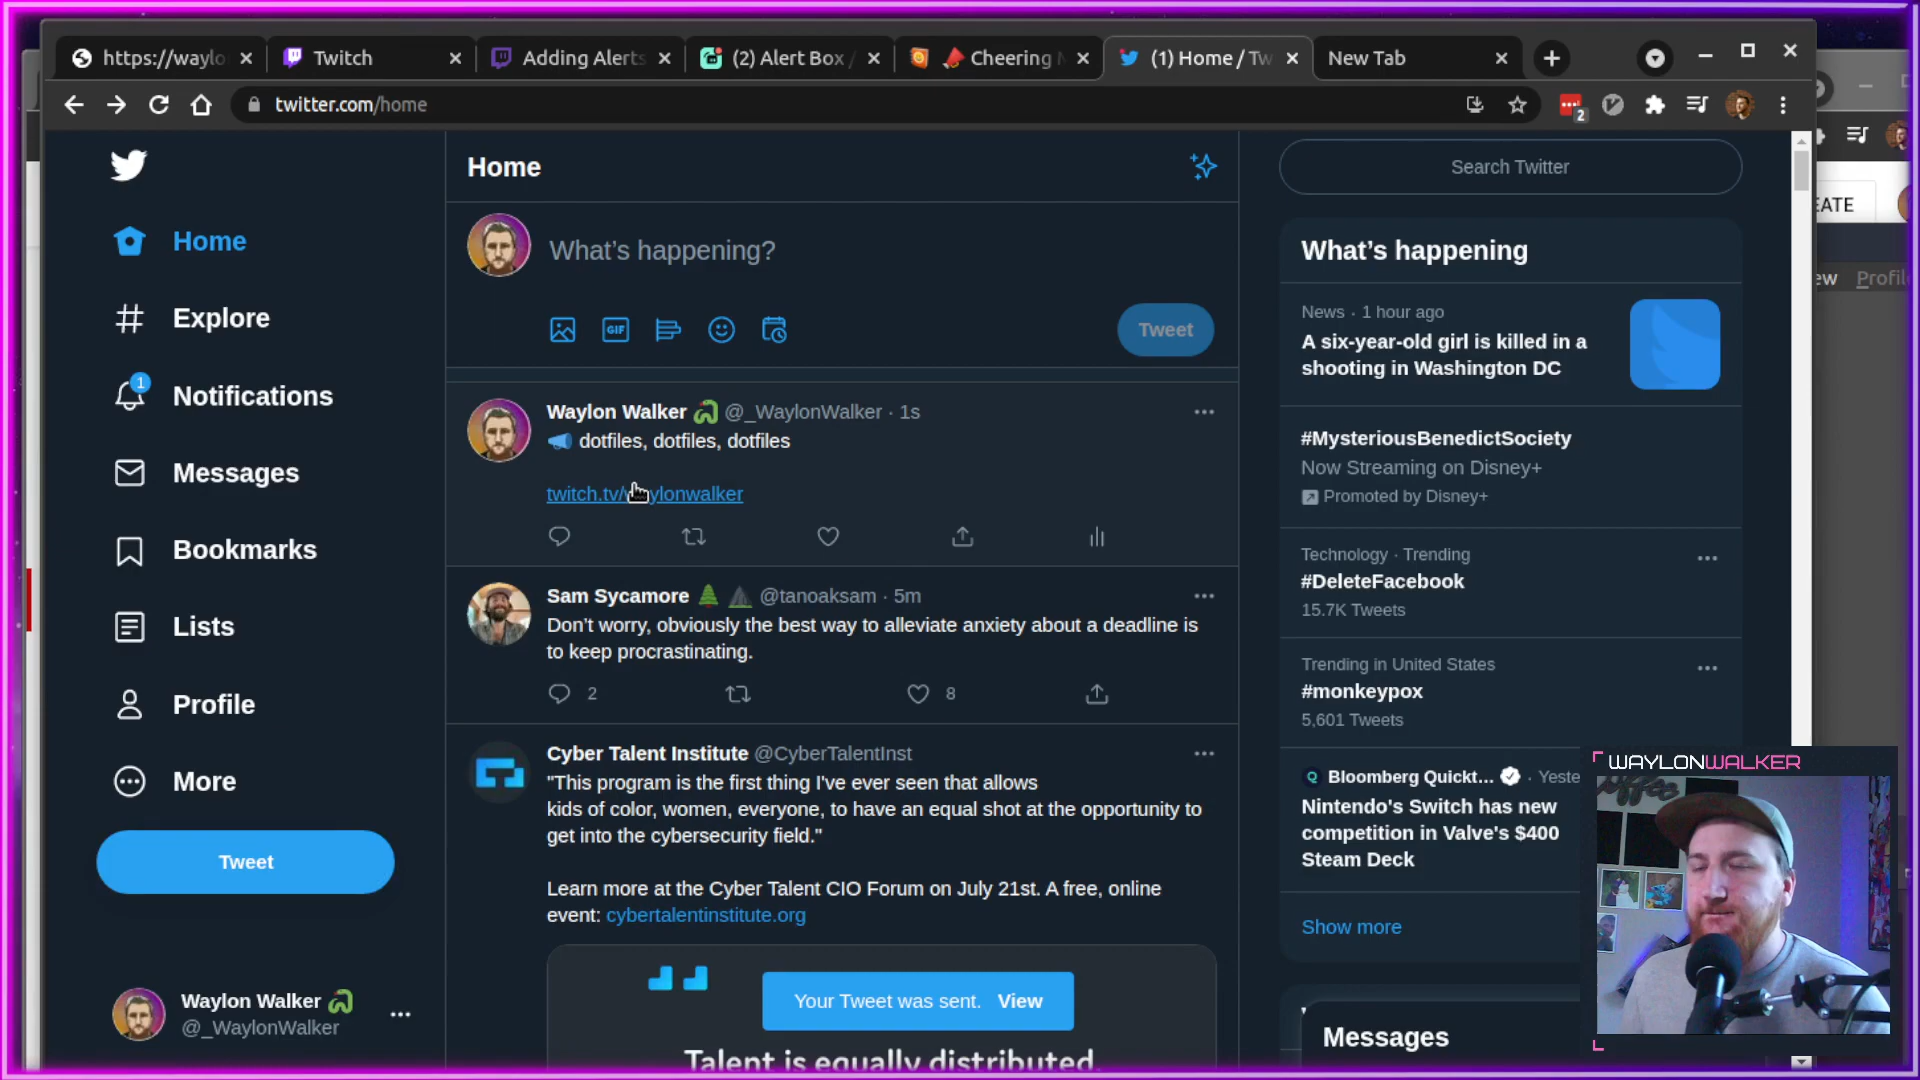 https://waylo
Twitch
Adding Alerts
(2) Alert Box /
Cheering
(1) Home / Tw
New Tab
twitter.com/home
2
Home
Search Twitter
EATE
What's happening?
Tweet
What's happening
ew Profil
News · 1 hour ago
A six-year-old girl is killed in a
shooting in Washington DC
#MysteriousBenedictSociety
Now Streaming on Disney+
Promoted by Disney+
Technology · Trending
#DeleteFacebook
15.7K Tweets
Trending in United States
#monkeypox
5,601 Tweets
Bloomberg Quickt... · Yeste
Nintendo's Switch has new
competition in Valve's $400
Steam Deck
Show more
Home
Explore
1
Notifications
Messages
Bookmarks
Lists
Profile
More
Tweet
Waylon Walker
@_WaylonWalker
Waylon Walker @_WaylonWalker · 1s
dotfiles, dotfiles, dotfiles
twitch.tv/waylonwalker
Sam Sycamore @tanoaksam · 5m
Don't worry, obviously the best way to alleviate anxiety about a deadline is
to keep procrastinating.
2
8
Cyber Talent Institute @CyberTalentInst
"This program is the first thing I've ever seen that allows
kids of color, women, everyone, to have an equal shot at the opportunity to
get into the cybersecurity field."
Learn more at the Cyber Talent CIO Forum on July 21st. A free, online
event: cybertalentinstitute.org
Your Tweet was sent. View
Talent is equally distributed.
Messages
WAYLONWALKER